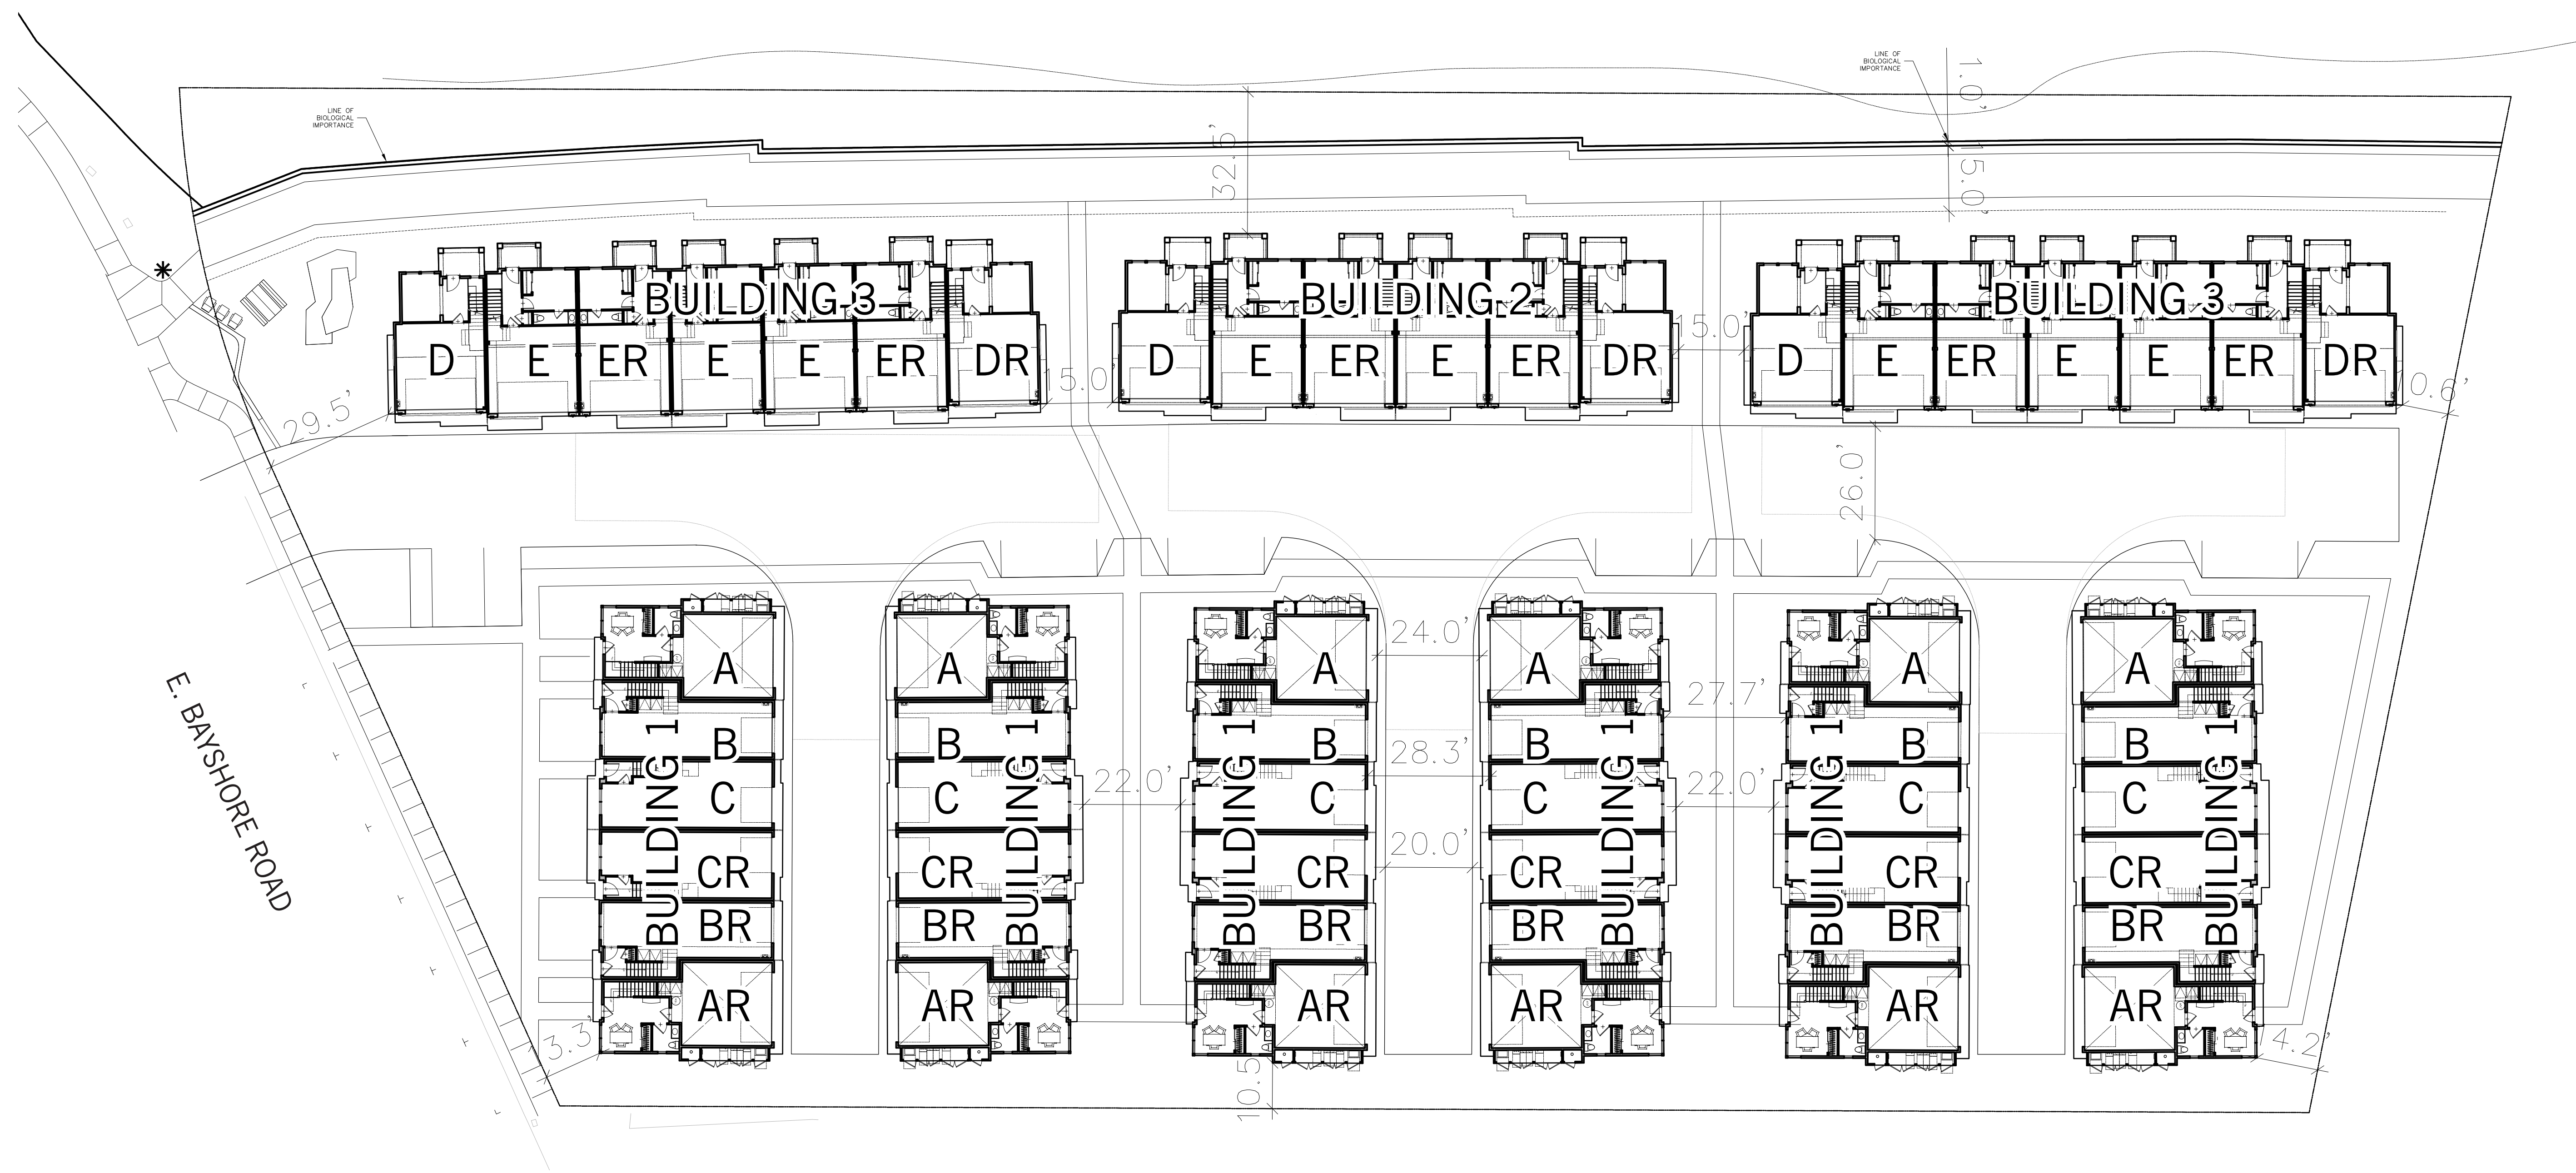 LINE OF
BIOLOGICAL
IMPORTANCE
LINE OF
BIOLOGICAL
IMPORTANCE
1.0'
32.5'
15.0'
BUILDING 3
BUILDING 2
BUILDING 3
D E ER E E ER DR
D E ER E ER DR
D E ER E E ER DR
15.0'
15.0'
10.6'
29.5'
26.0'
A A A A A A
24.0'
27.7'
B B B B B B
28.3'
22.0'
22.0'
C C C C C C
20.0'
CR CR CR CR CR CR
BR BR BR BR BR BR
AR AR AR AR AR AR
BUILDING 1
BUILDING 1
BUILDING 1
BUILDING 1
BUILDING 1
BUILDING 1
E. BAYSHORE ROAD
13.3'
10.5'
14.2'